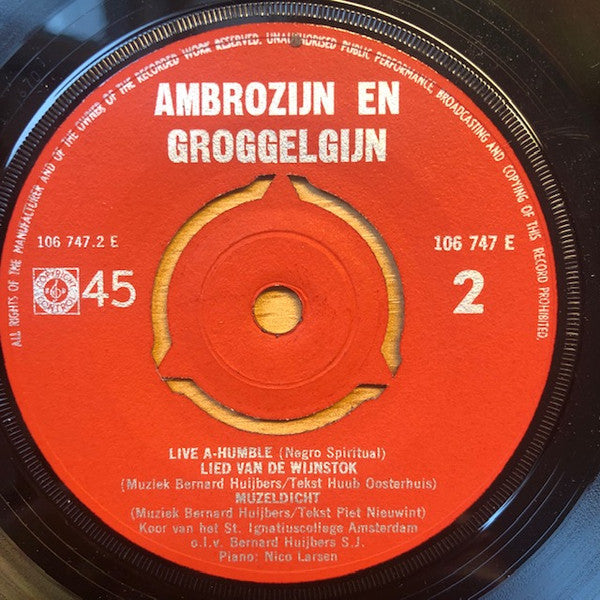 ALL RIGHTS OF THE MANUFACTURER AND OF THE OWNER OF THE RECORDED WORK RESERVED. UNAUTHORISED PUBLIC PERFORMANCE, BROADCASTING AND COPYING OF THIS RECORD PROHIBITED.
AMBROZIJN EN
GROGGELGIJN
106 747.2 E
106 747 E
45
2
LIVE A-HUMBLE (Negro Spiritual)
LIED VAN DE WIJNSTOK
(Muziek Bernard Huijbers/Tekst Huub Oosterhuis)
MUZELDICHT
(Muziek Bernard Huijbers/Tekst Piet Nieuwint)
Koor van het St. Ignatiuscollege Amsterdam
o.l.v. Bernard Huijbers S.J.
Piano: Nico Larsen